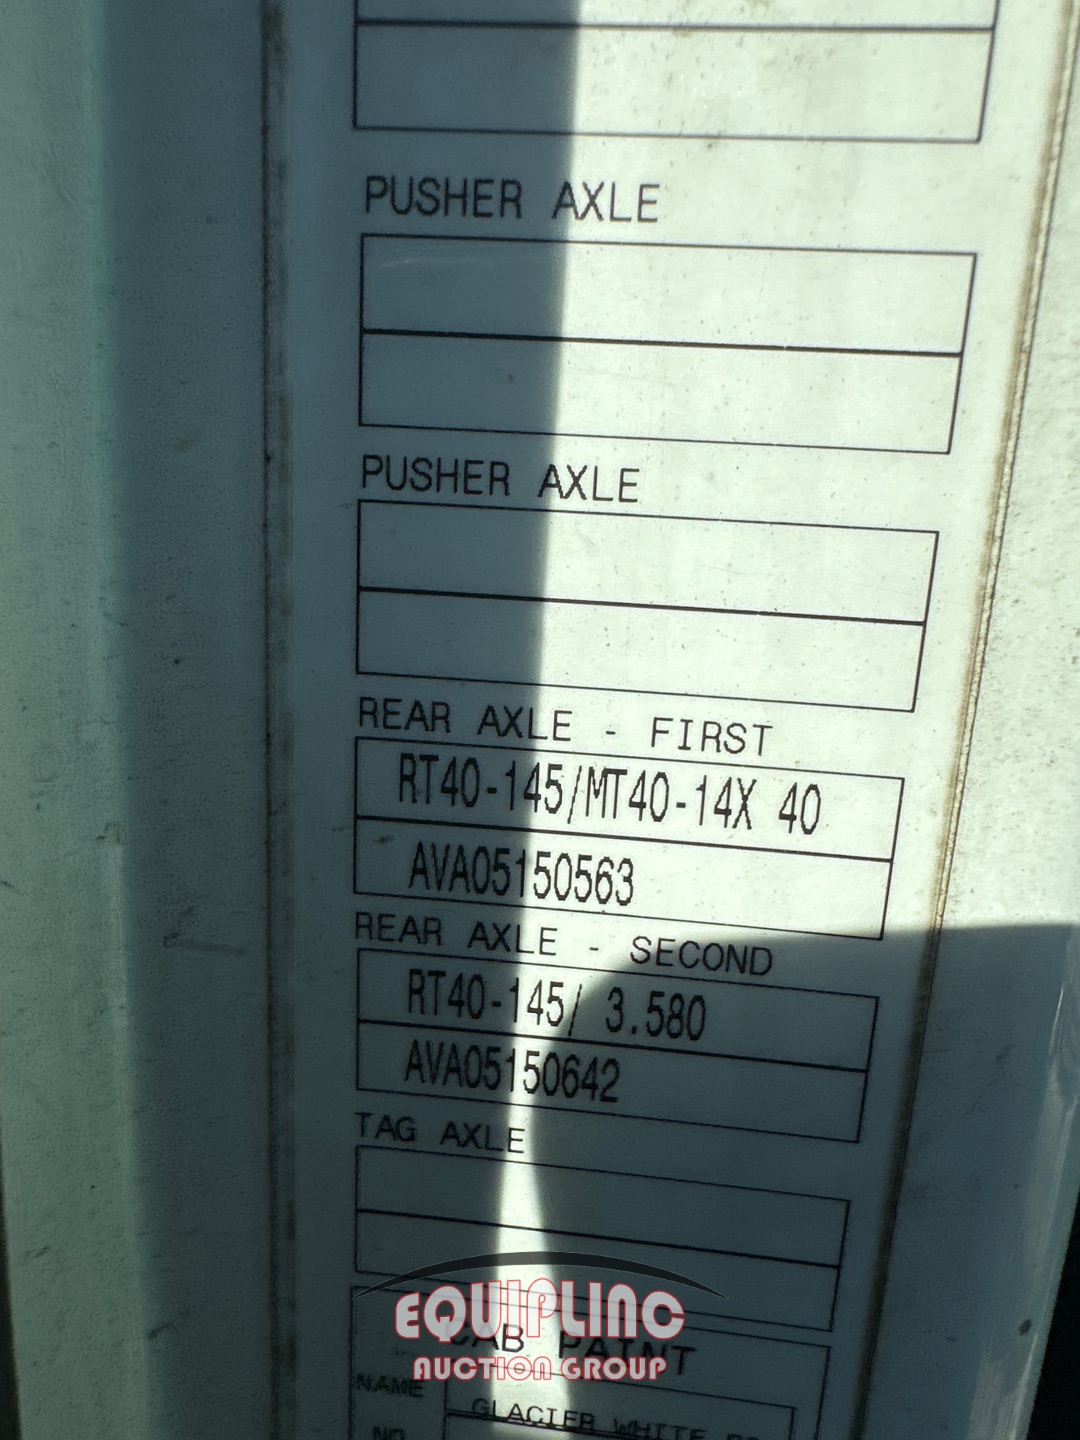 PUSHER AXLE
PUSHER AXLE
REAR AXLE - FIRST
RT40-145/MT40-14X 40
AVA05150563
REAR AXLE - SECOND
RT40-145/ 3.580
AVA05150642
TAG AXLE
EQUIPLINC
CAB PAINT
AUCTION GROUP
NAME
GLACIER WHITE
NO